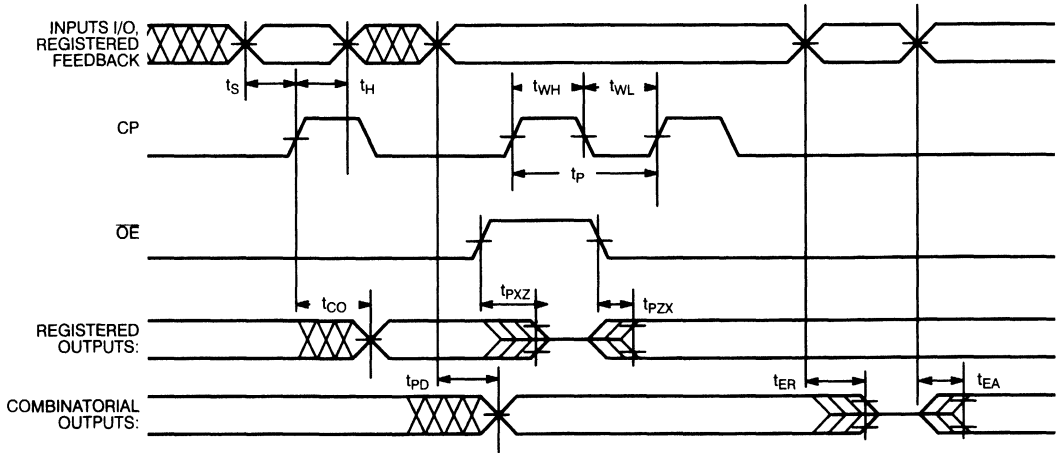 INPUTS I/O,
REGISTERED
FEEDBACK
tS
tH
tWH
tWL
CP
tP
OE
tCO
tPXZ
tPZX
REGISTERED
OUTPUTS:
tPD
tER
tEA
COMBINATORIAL
OUTPUTS: